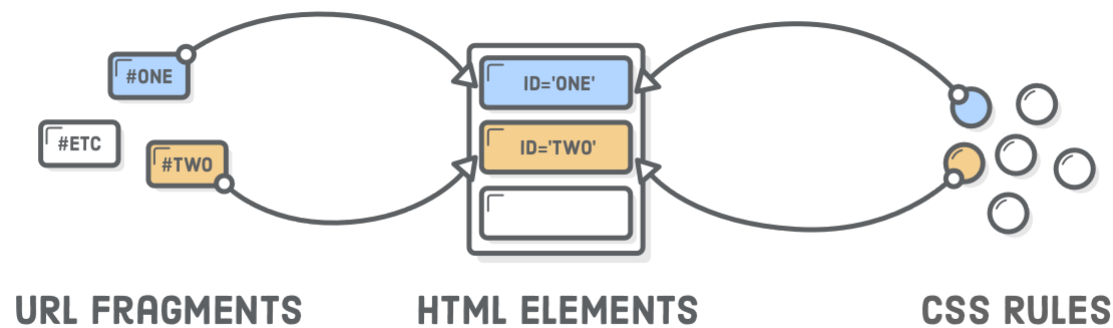 #ONE
#ETC
#TWO
ID='ONE'
ID='TWO'
URL FRAGMENTS
HTML ELEMENTS
CSS RULES